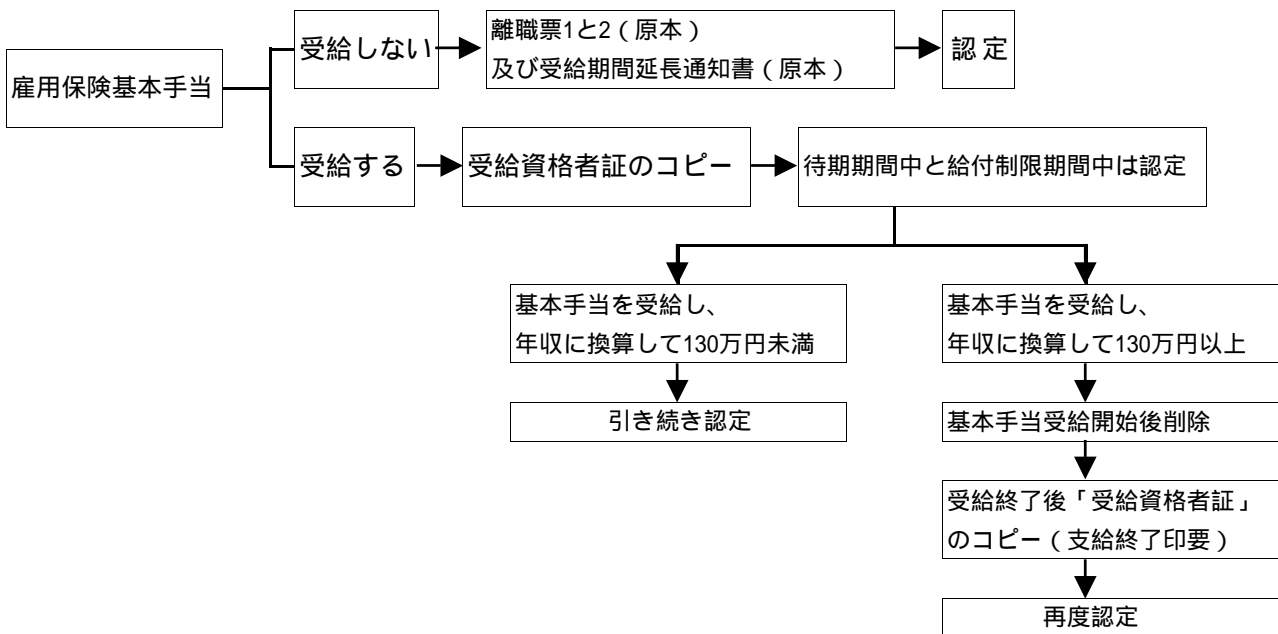 雇用保険基本手当
受給しない
離職票1と2（原本）
及び受給期間延長通知書（原本）
認 定
受給する
受給資格者証のコピー
待期期間中と給付制限期間中は認定
基本手当を受給し、
年収に換算して130万円未満
引き続き認定
基本手当を受給し、
年収に換算して130万円以上
基本手当受給開始後削除
受給終了後「受給資格者証」
のコピー（支給終了印要）
再度認定